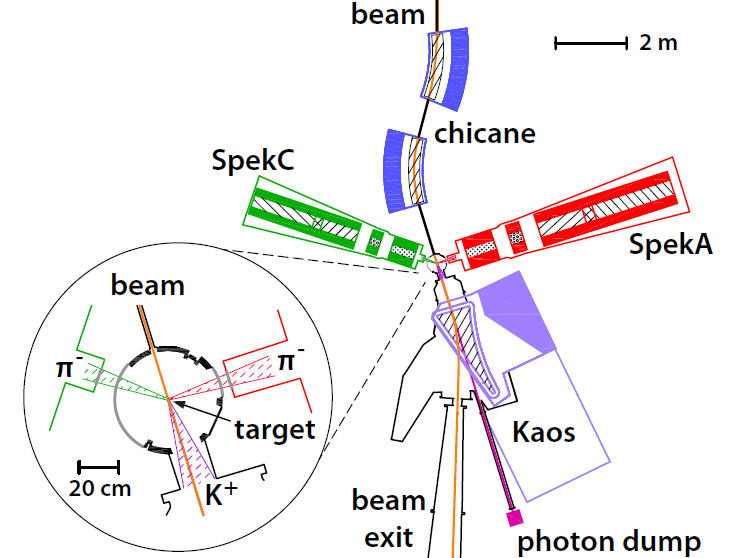 beam
2 m
chicane
SpekC
SpekA
beam
π-
π-
target
20 cm
K+
Kaos
beam
exit
photon dump